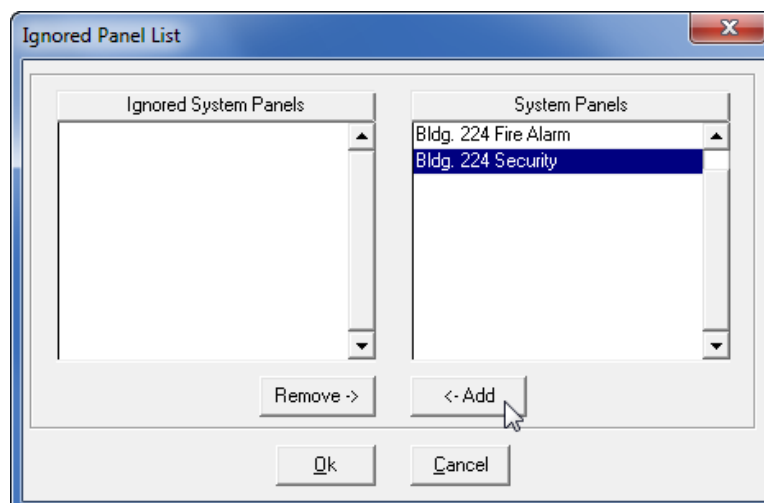 Ignored Panel List
Ignored System Panels
System Panels
Bldg. 224 Fire Alarm
Bldg. 224 Security
Remove ->
<- Add
Ok
Cancel